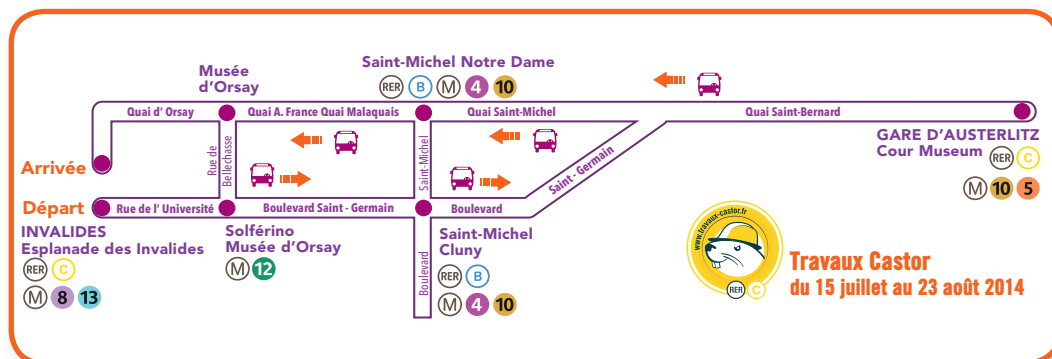 Musée
d'Orsay
Saint-Michel Notre Dame
RER B M 4 10
Quai d' Orsay
Quai A. France Quai Malaquais
Quai Saint-Michel
Quai Saint-Bernard
GARE D'AUSTERLITZ
Cour Museum RER C
M 10 5
Arrivée
Rue de
Bellechasse
Saint-Michel
Saint - Germain
Départ
Rue de l' Université
Boulevard Saint - Germain
Boulevard
INVALIDES
Esplanade des Invalides
RER C
M 8 13
Solférino
Musée d'Orsay
M 12
Boulevard
Saint-Michel
Cluny
RER B
M 4 10
www.travaux-castor.fr
RER C
Travaux Castor
du 15 juillet au 23 août 2014